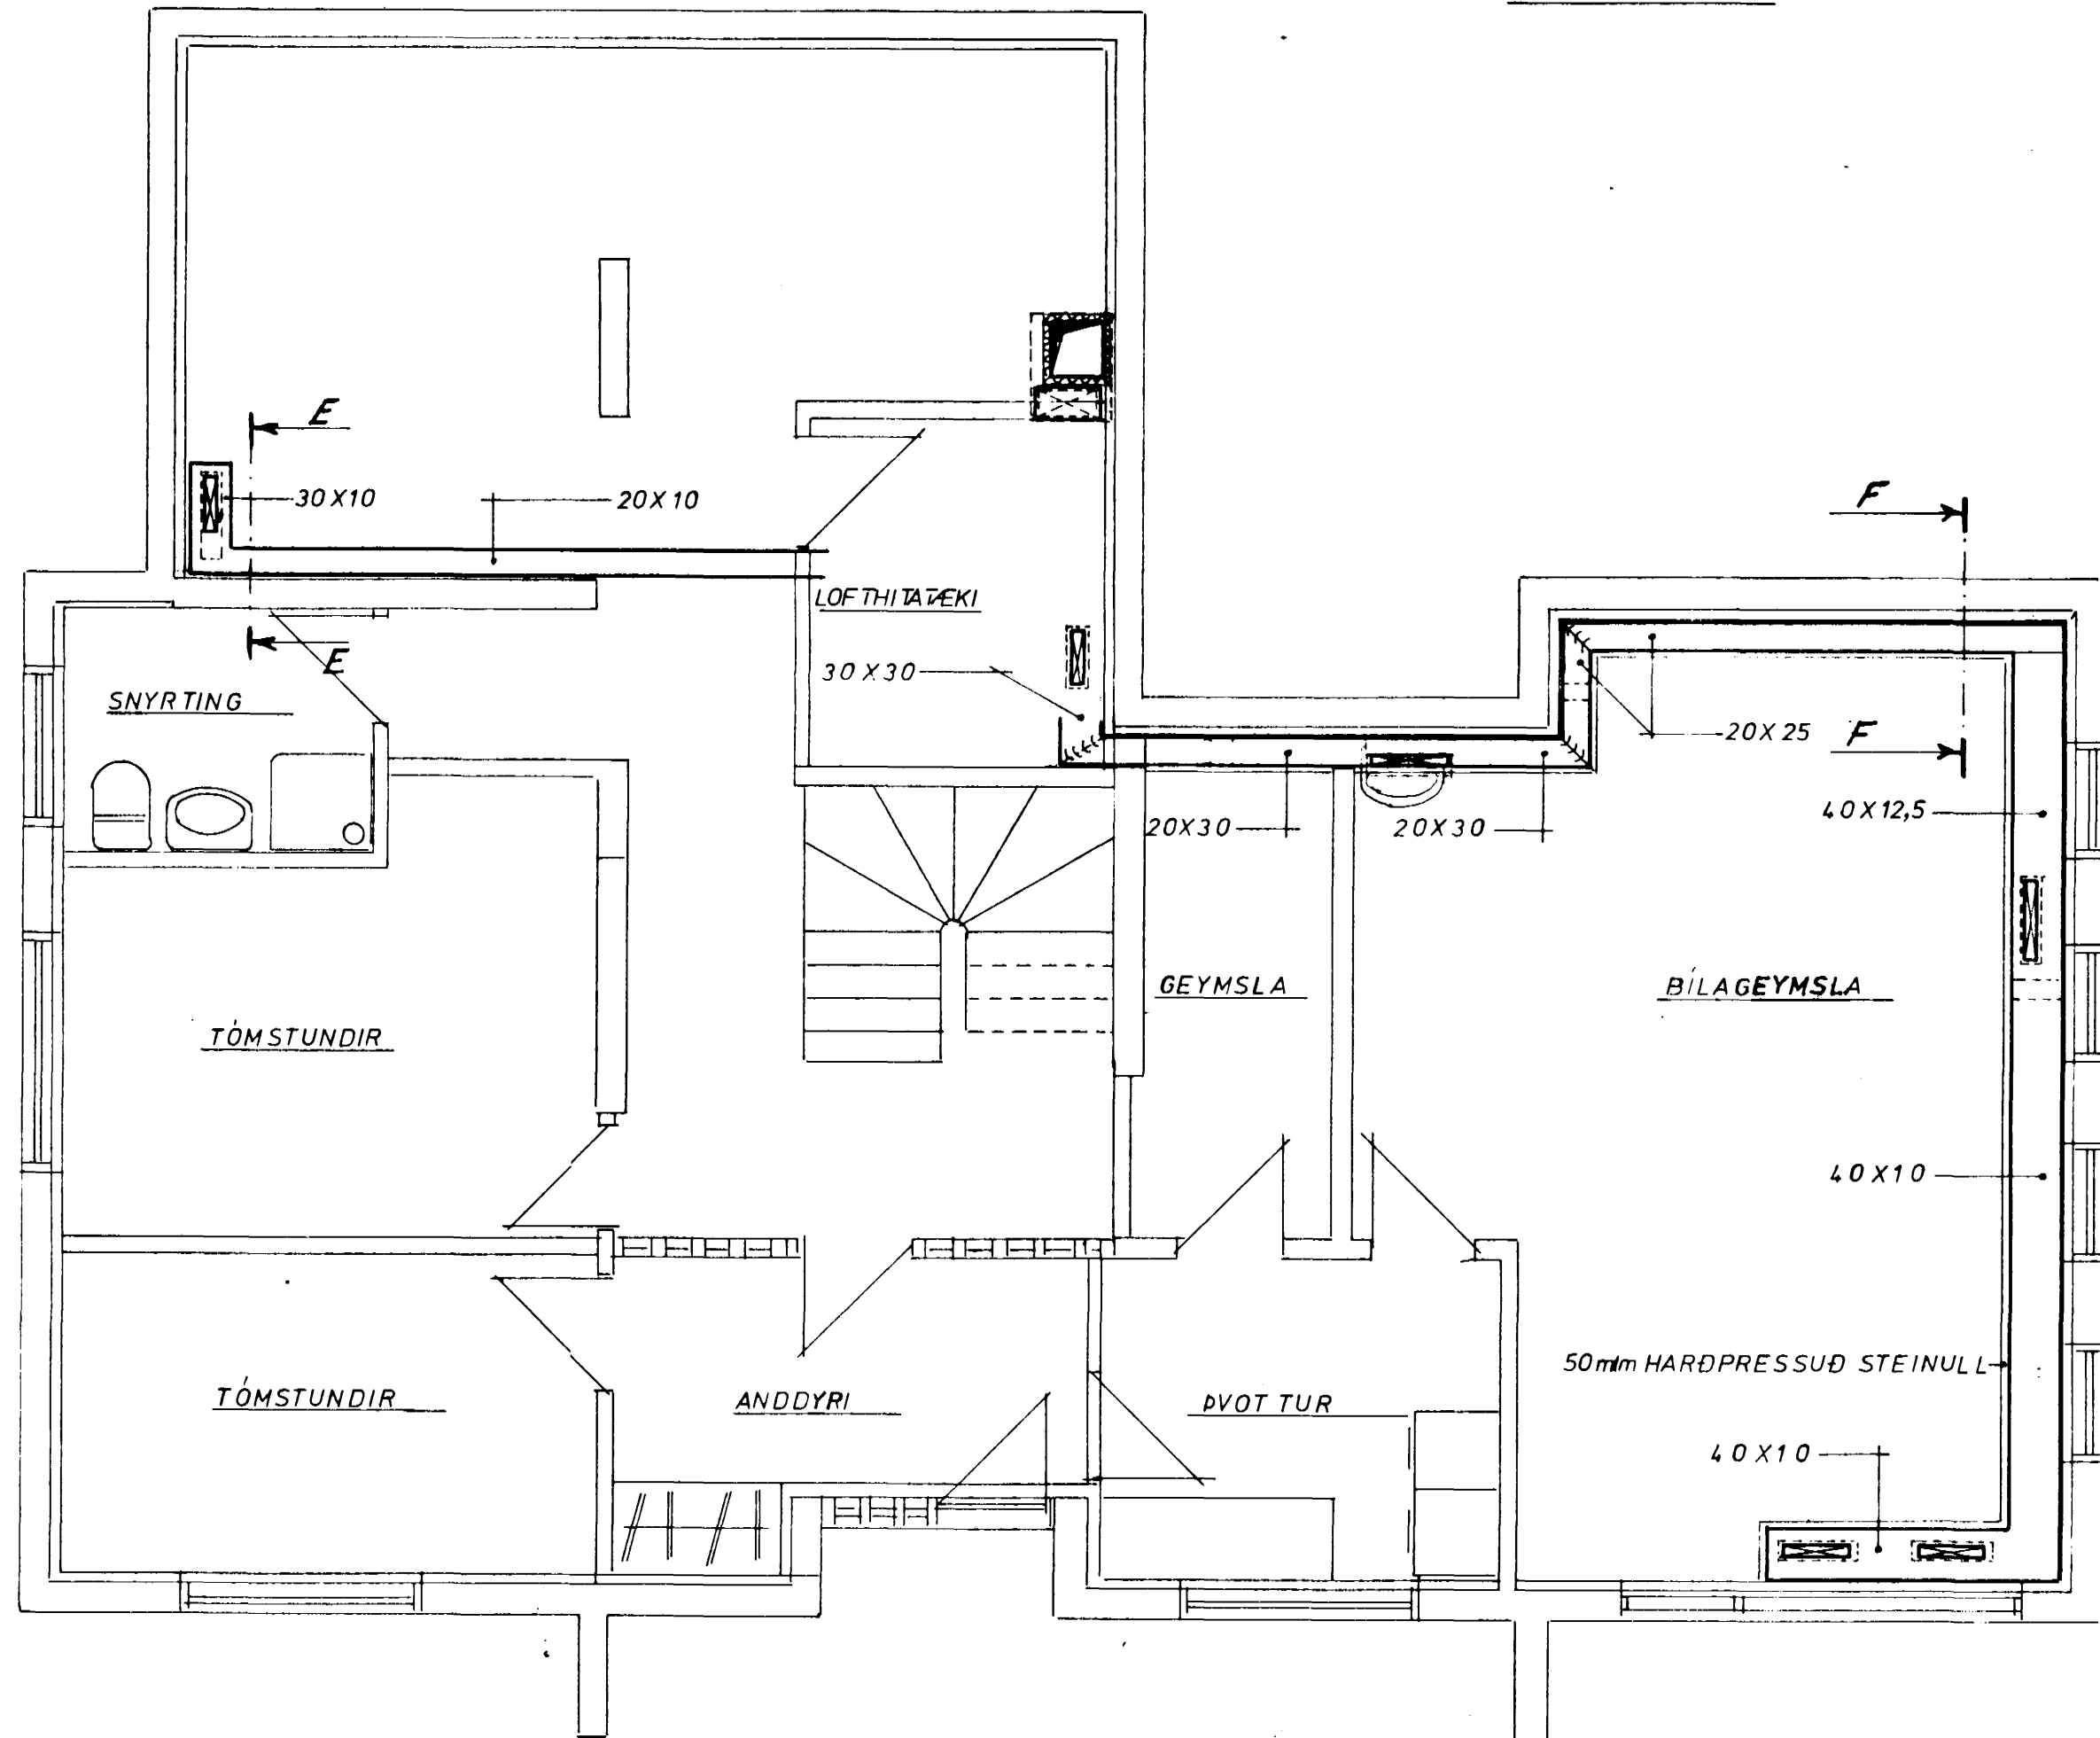 E
30X10
20X10
F
LOFTHITATÆKI
E
30X30
SNYRTING
20X25
F
40X12,5
20X30
20X30
GEYMSLA
BÍLAGEYMSLA
TÓMSTUNDIR
40X10
50m/m HARÐPRESSUÐ STEINULL
TÓMSTUNDIR
ANDDYRI
ÞVOTTUR
40X10